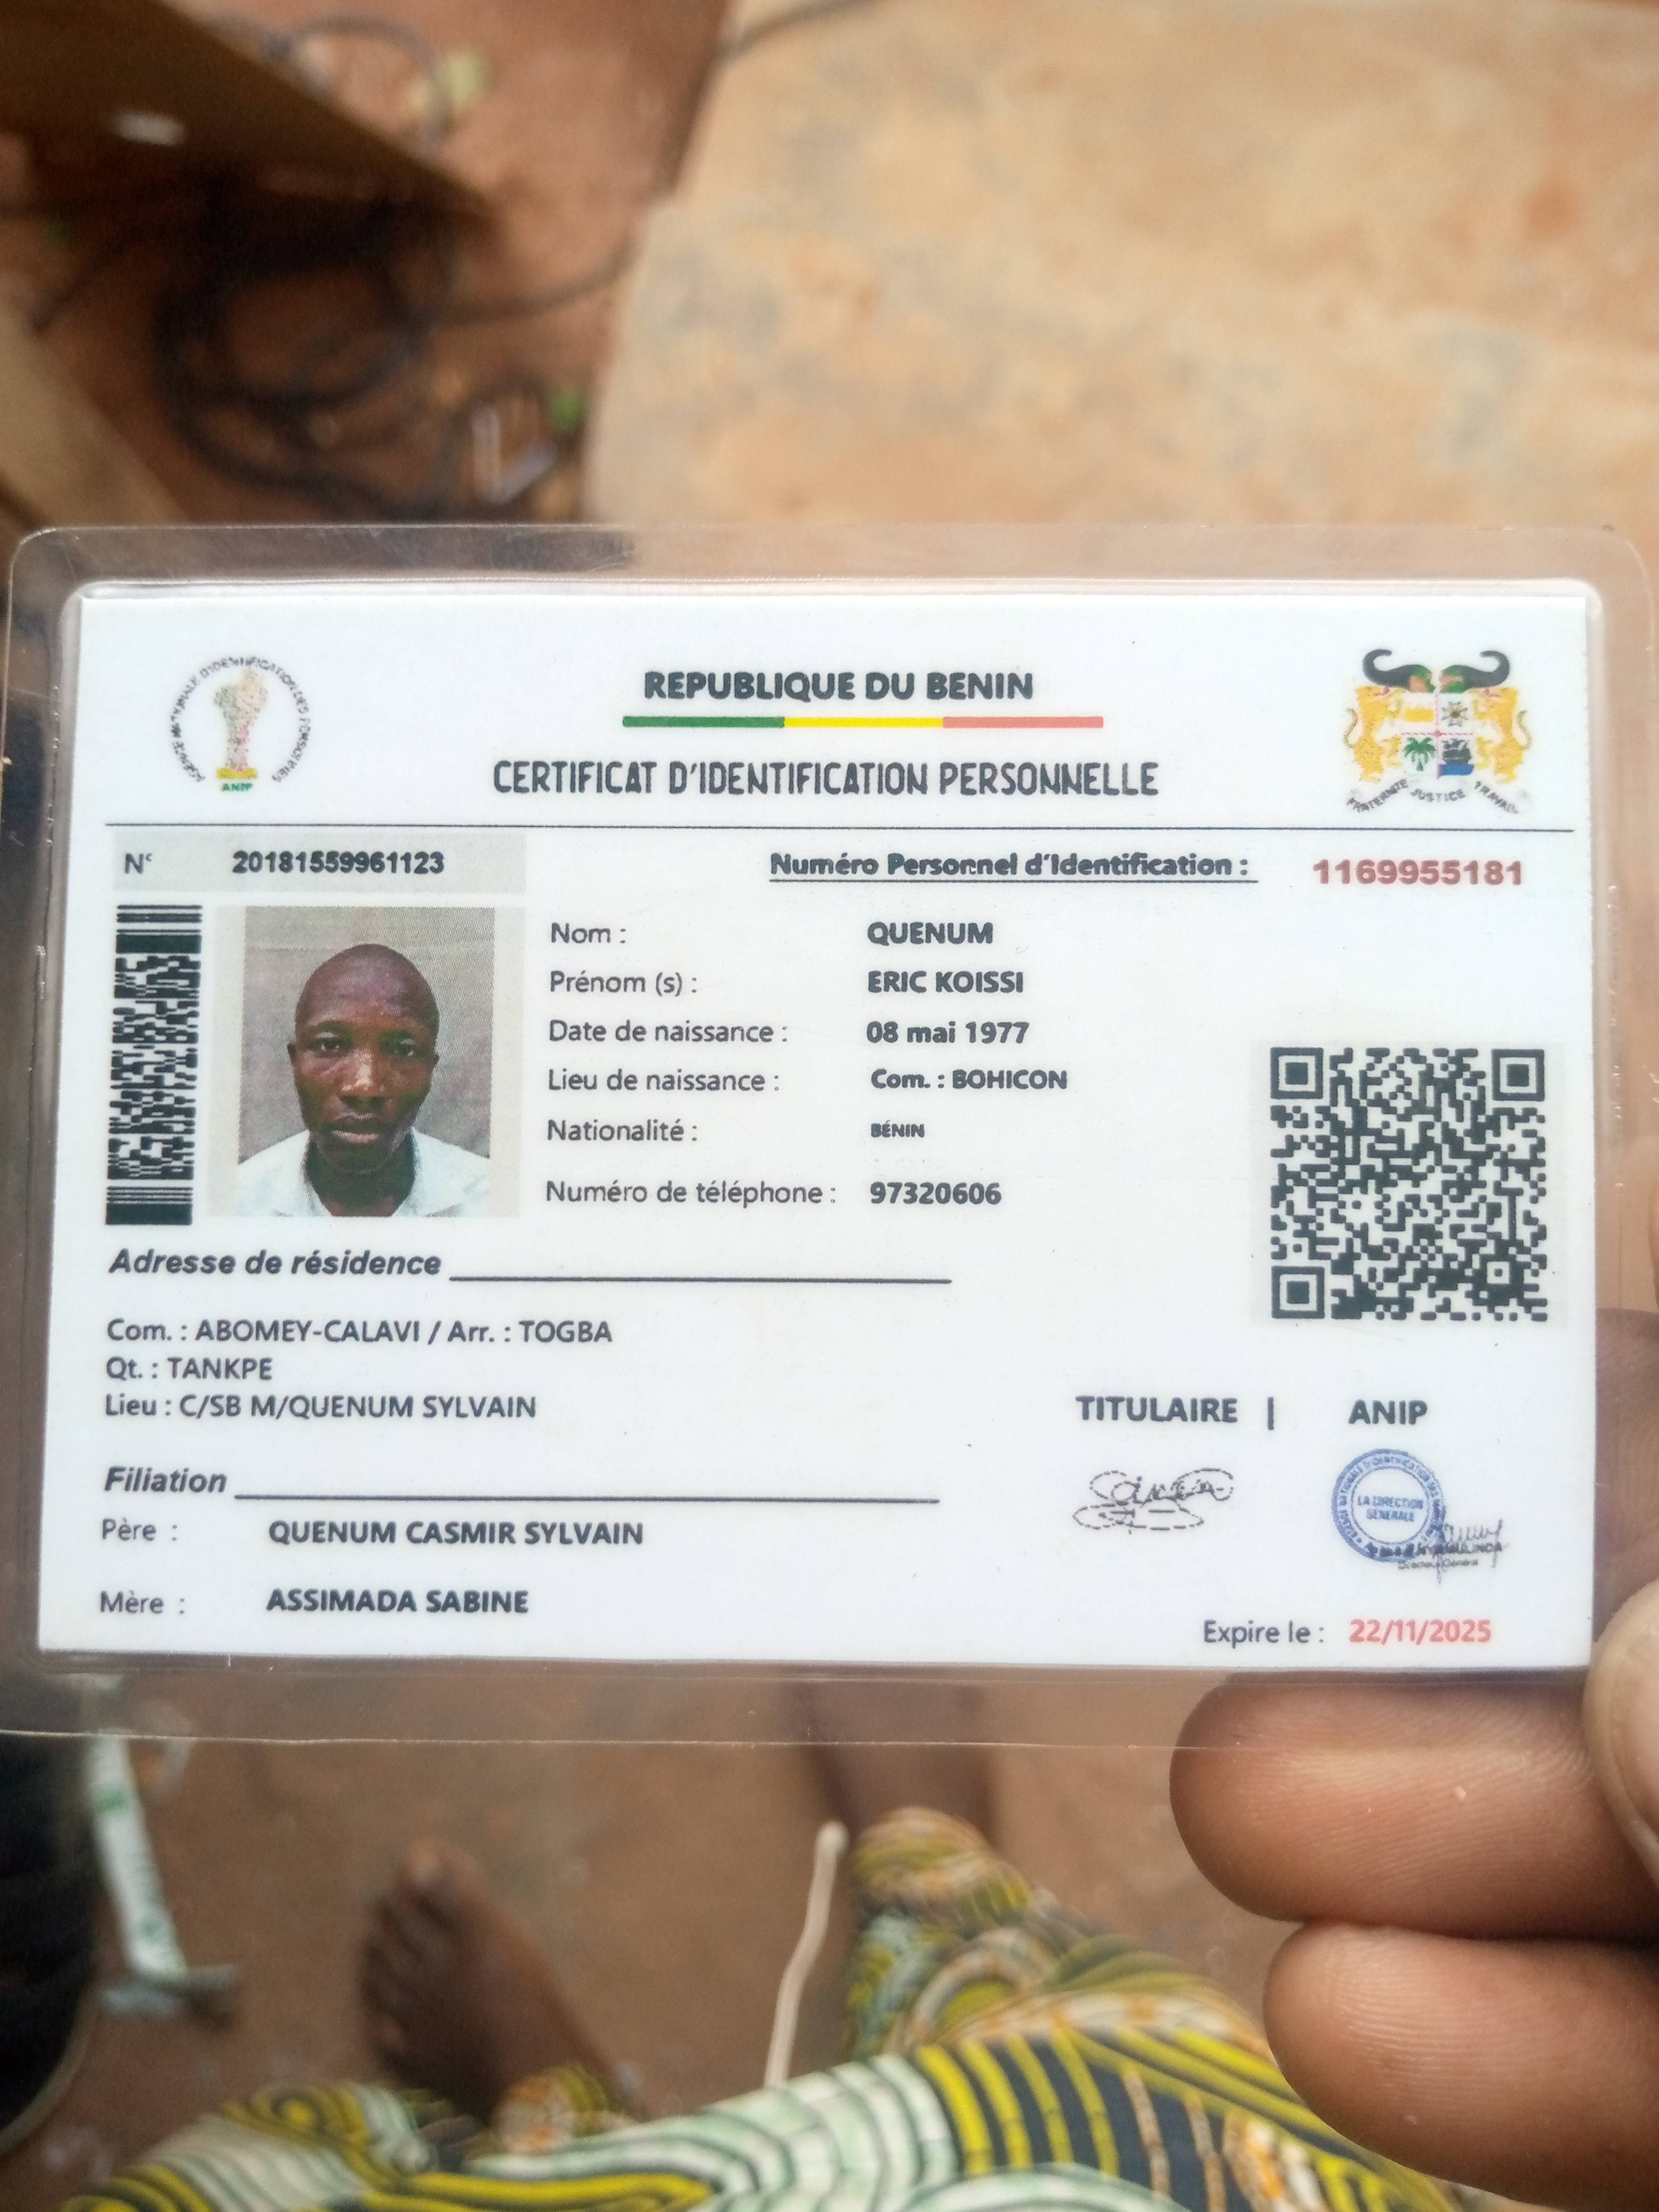 AGENCE NATIONALE D'IDENTIFICATION DES PERSONNES
ANIP
REPUBLIQUE DU BENIN
CERTIFICAT D'IDENTIFICATION PERSONNELLE
FRATERNITE JUSTICE TRAVAIL
N° 20181559961123
Numéro Personnel d'Identification : 1169955181
Nom : QUENUM
Prénom (s) : ERIC KOISSI
Date de naissance : 08 mai 1977
Lieu de naissance : Com. : BOHICON
Nationalité : BÉNIN
Numéro de téléphone : 97320606
Adresse de résidence
Com. : ABOMEY-CALAVI / Arr. : TOGBA
Qt. : TANKPE
Lieu : C/SB M/QUENUM SYLVAIN
TITULAIRE | ANIP
LA DIRECTION
GENERALE
Directeur Général
Filiation
Père : QUENUM CASMIR SYLVAIN
Mère : ASSIMADA SABINE
Expire le : 22/11/2025